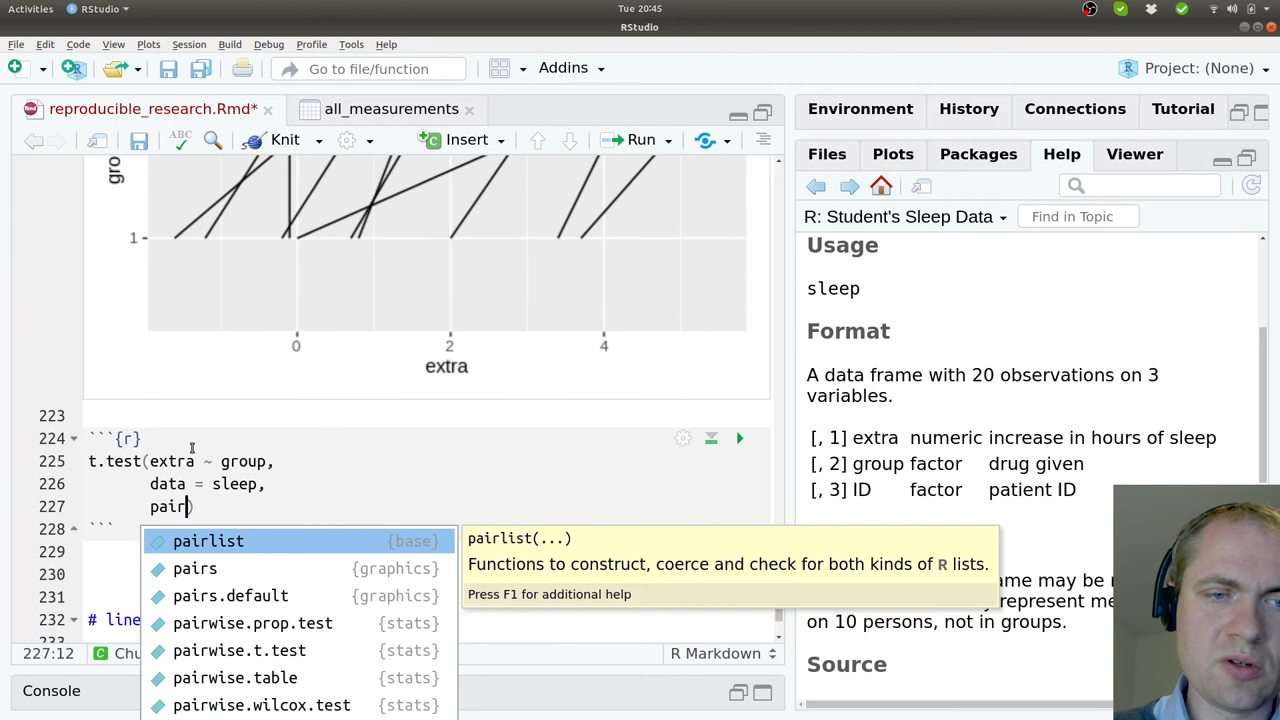 Activities RStudio Tue 20:45
RStudio
File Edit Code View Plots Session Build Debug Profile Tools Help
Go to file/function Addins Project: (None)
reproducible_research.Rmd* all_measurements
ABC Knit Insert Run
gro
1
0 2 4
extra
223
224 ```{r}
225 t.test(extra ~ group,
226 data = sleep,
227 pair)
228 ```
229
230
231
232 # line
233
pairlist {base}
pairs {graphics}
pairs.default {graphics}
pairwise.prop.test {stats}
pairwise.t.test {stats}
pairwise.table {stats}
pairwise.wilcox.test {stats}
pairlist(...)
Functions to construct, coerce and check for both kinds of R lists.
Press F1 for additional help
227:12 Chu R Markdown
Console
Environment History Connections Tutorial
Files Plots Packages Help Viewer
R: Student's Sleep Data Find in Topic
Usage
sleep
Format
A data frame with 20 observations on 3
variables.
[, 1] extra numeric increase in hours of sleep
[, 2] group factor drug given
[, 3] ID factor patient ID
ame may be
represent me
on 10 persons, not in groups.
Source